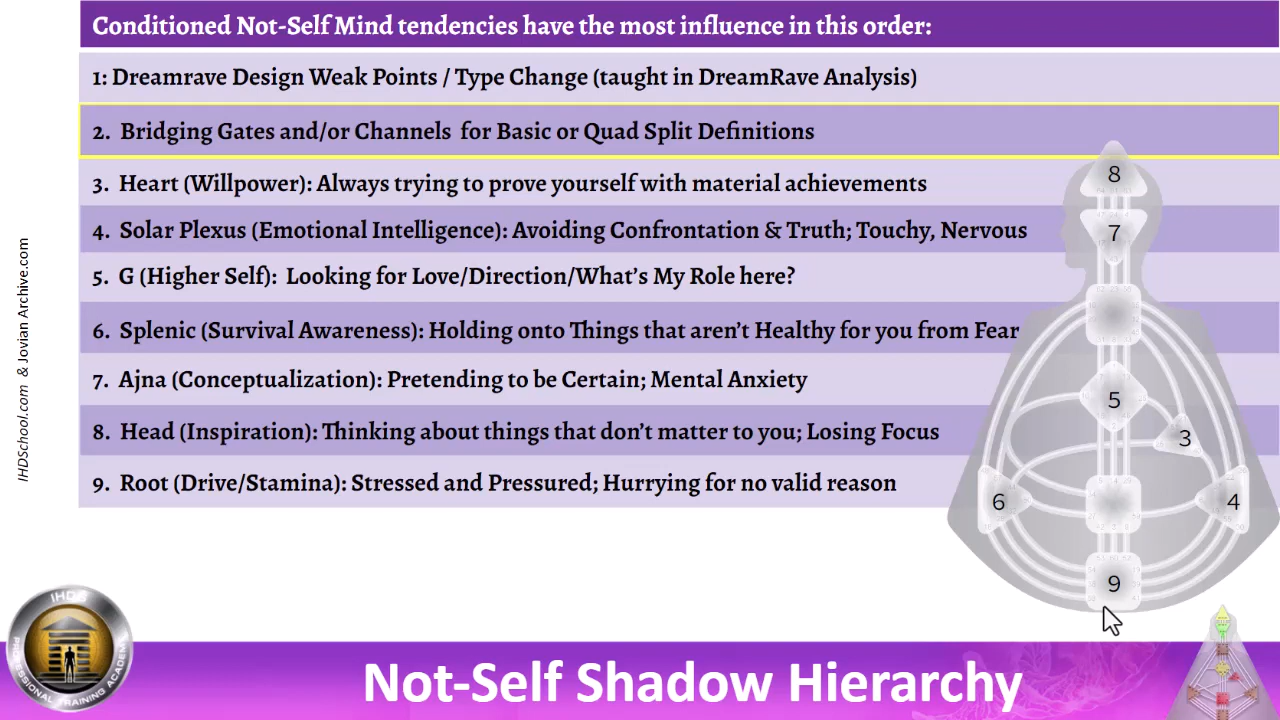 Conditioned Not-Self Mind tendencies have the most influence in this order:
1: Dreamrave Design Weak Points / Type Change (taught in DreamRave Analysis)
2. Bridging Gates and/or Channels for Basic or Quad Split Definitions
3. Heart (Willpower): Always trying to prove yourself with material achievements
4. Solar Plexus (Emotional Intelligence): Avoiding Confrontation & Truth; Touchy, Nervous
5. G (Higher Self): Looking for Love/Direction/What's My Role here?
6. Splenic (Survival Awareness): Holding onto Things that aren't Healthy for you from Fear
7. Ajna (Conceptualization): Pretending to be Certain; Mental Anxiety
8. Head (Inspiration): Thinking about things that don't matter to you; Losing Focus
9. Root (Drive/Stamina): Stressed and Pressured; Hurrying for no valid reason
8
7
5
3
6
4
9
IHDSchool.com & Jovian Archive.com
IHDS
PROFESSIONAL TRAINING ACADEMY
Not-Self Shadow Hierarchy